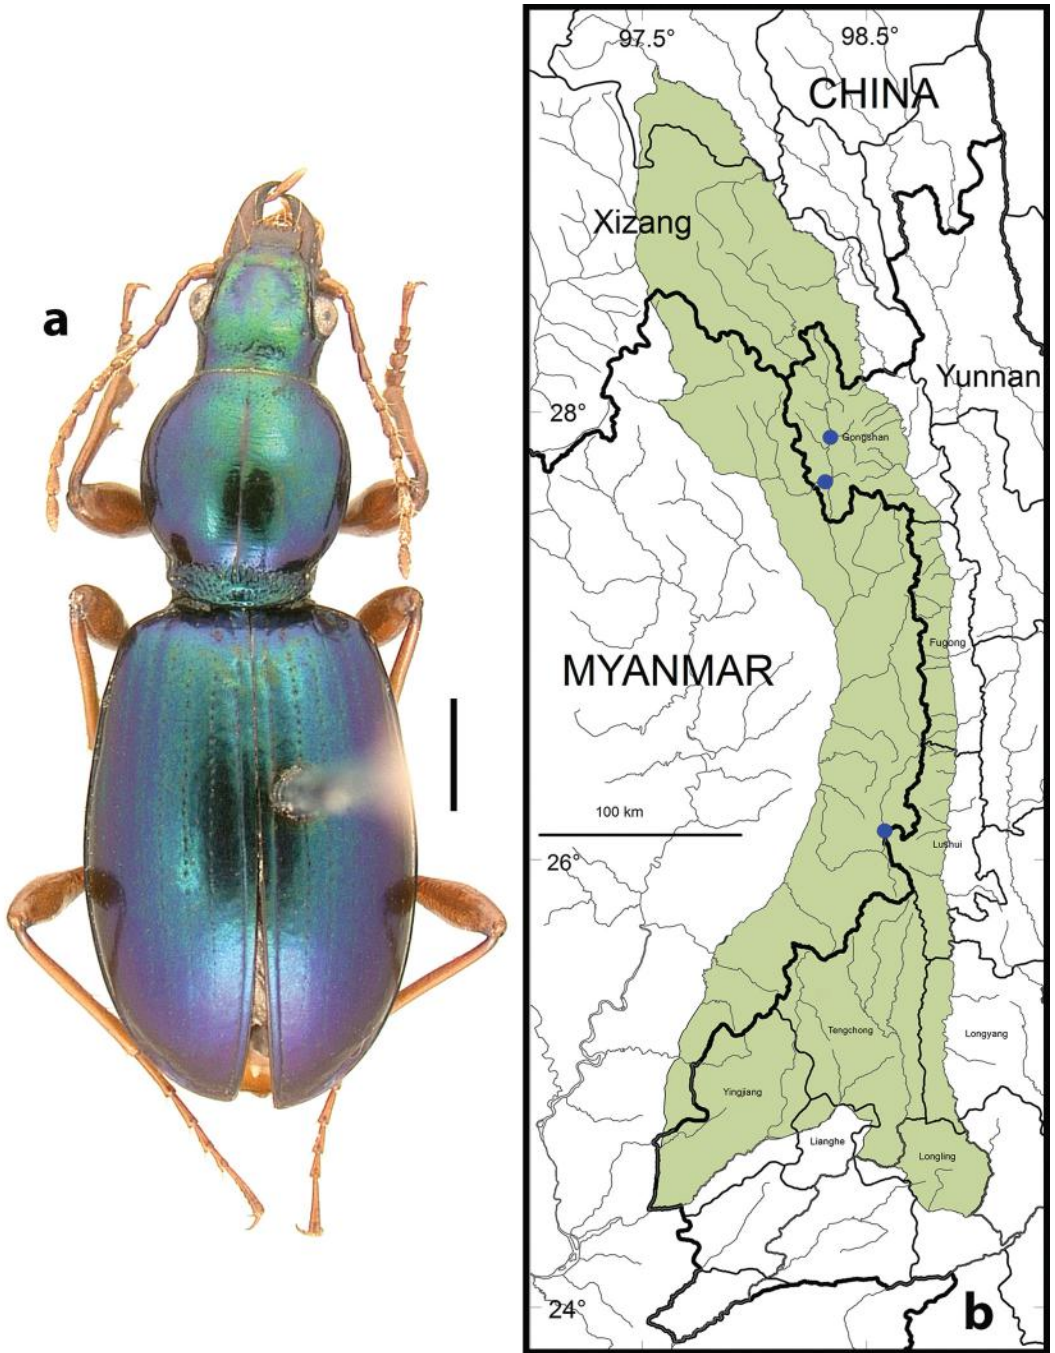 a
97.5°
98.5°
CHINA
Xizang
Yunnan
28°
Gongshan
Fugong
MYANMAR
100 km
Lushui
26°
Tengchong
Longyang
Yingjiang
Lianghe
Longling
24°
b